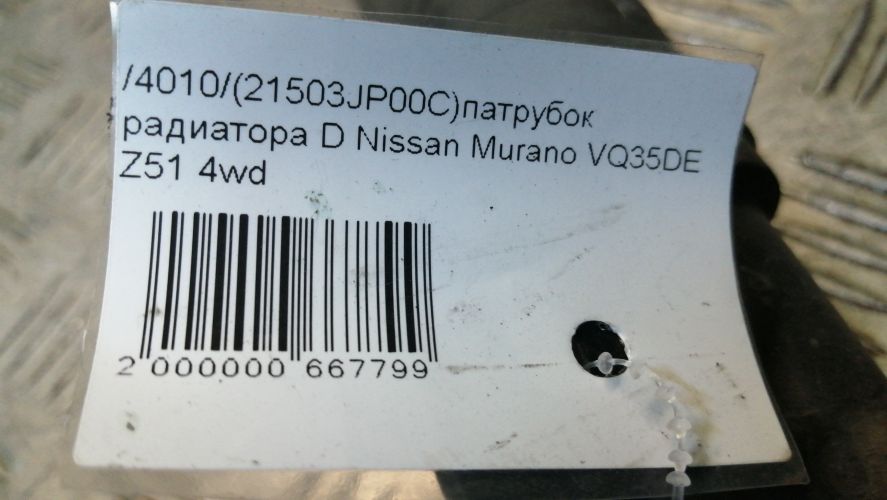 /4010/(21503JP00C)патрубок
радиатора D Nissan Murano VQ35DE
Z51 4wd
2 000000 667799